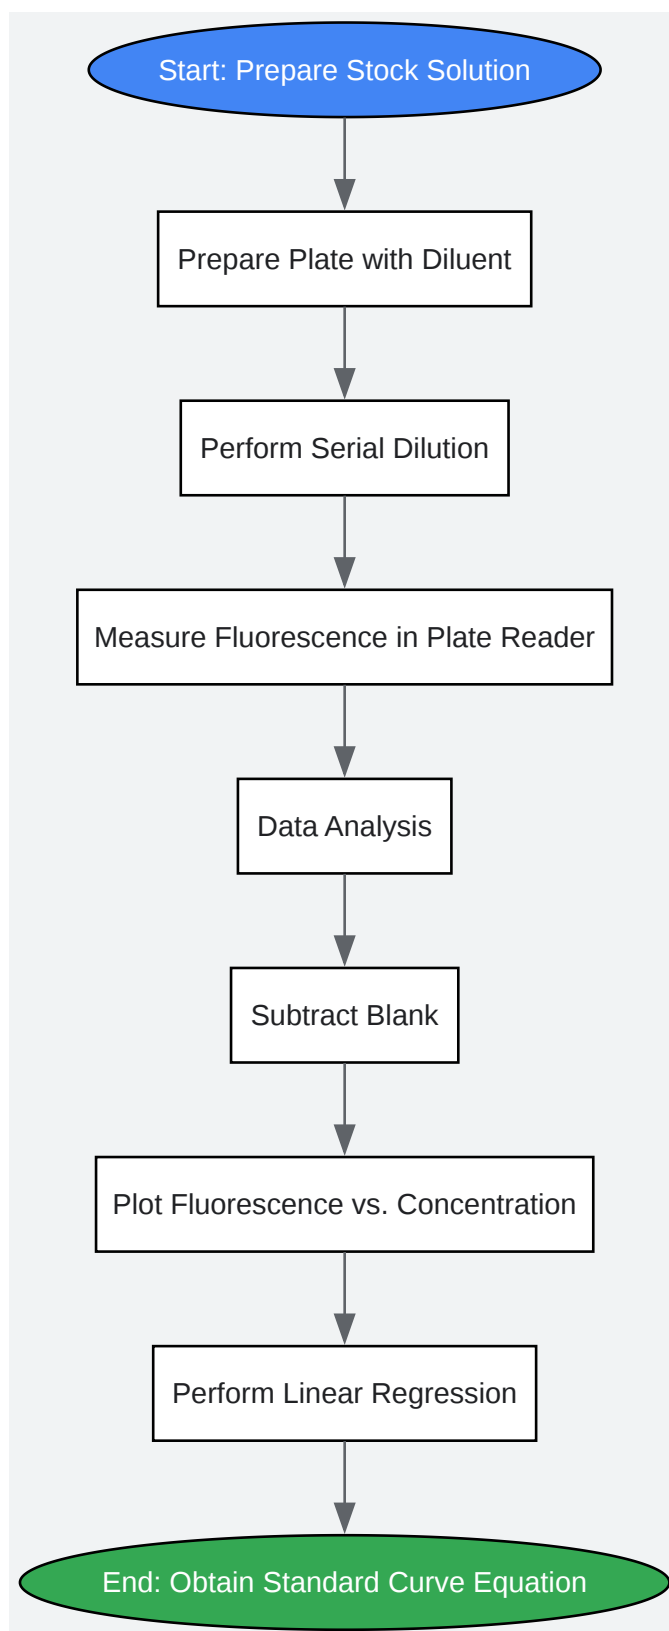 Start: Prepare Stock Solution
Prepare Plate with Diluent
Perform Serial Dilution
Measure Fluorescence in Plate Reader
Data Analysis
Subtract Blank
Plot Fluorescence vs. Concentration
Perform Linear Regression
End: Obtain Standard Curve Equation